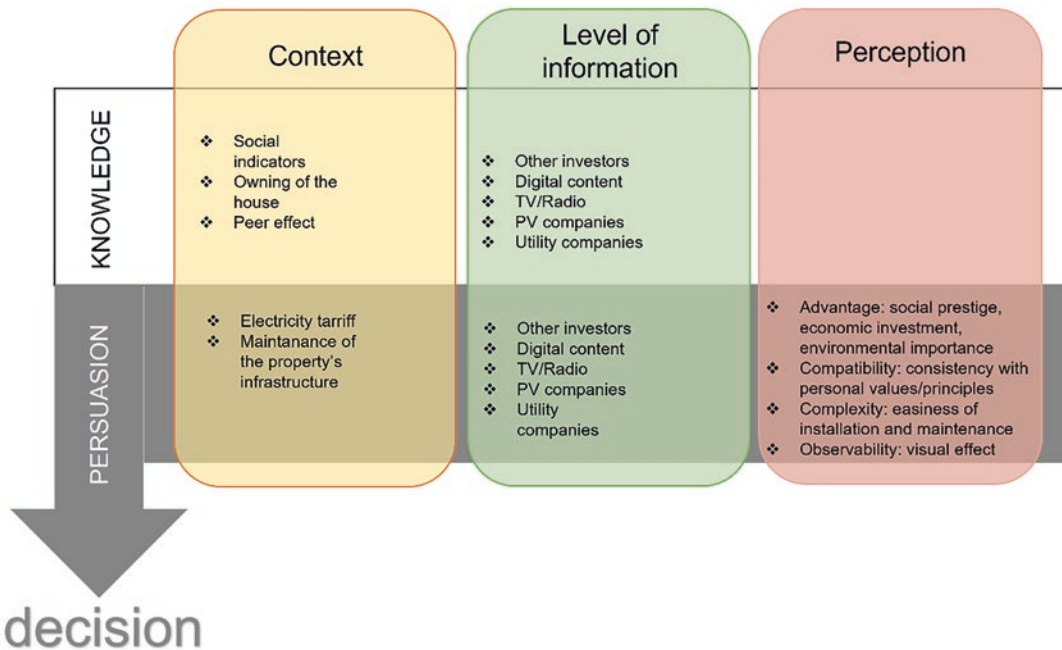 Context
Level of
information
Perception
KNOWLEDGE
❖ Social
indicators
❖ Owning of the
house
❖ Peer effect
❖ Other investors
❖ Digital content
❖ TV/Radio
❖ PV companies
❖ Utility companies
PERSUASION
❖ Electricity tarriff
❖ Maintanance of
the property's
infrastructure
❖ Other investors
❖ Digital content
❖ TV/Radio
❖ PV companies
❖ Utility
companies
❖ Advantage: social prestige,
economic investment,
environmental importance
❖ Compatibility: consistency with
personal values/principles
❖ Complexity: easiness of
installation and maintenance
❖ Observability: visual effect
decision